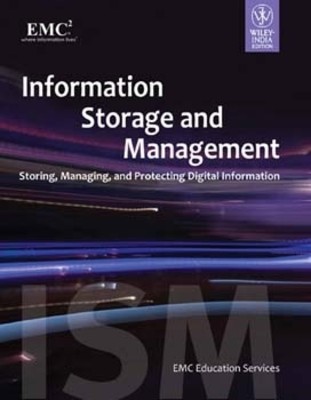 EMC²
where information lives®
WILEY-
INDIA
EDITION
Information
Storage and
Management
Storing, Managing, and Protecting Digital Information
ISM
EMC Education Services